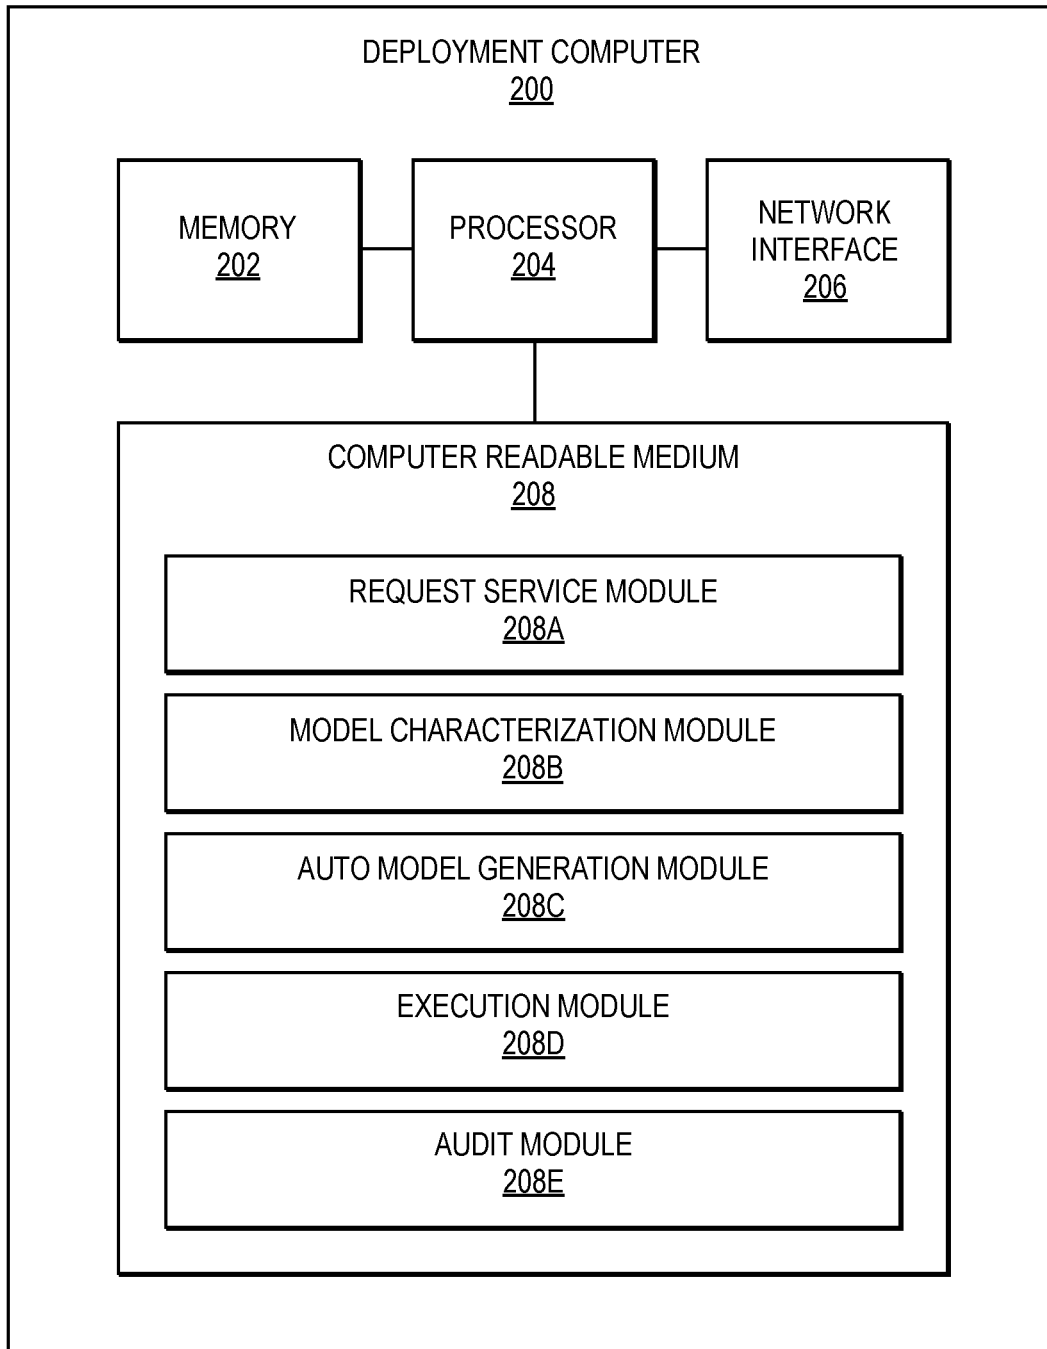 DEPLOYMENT COMPUTER
200
MEMORY
202
PROCESSOR
204
NETWORK
INTERFACE
206
COMPUTER READABLE MEDIUM
208
REQUEST SERVICE MODULE
208A
MODEL CHARACTERIZATION MODULE
208B
AUTO MODEL GENERATION MODULE
208C
EXECUTION MODULE
208D
AUDIT MODULE
208E